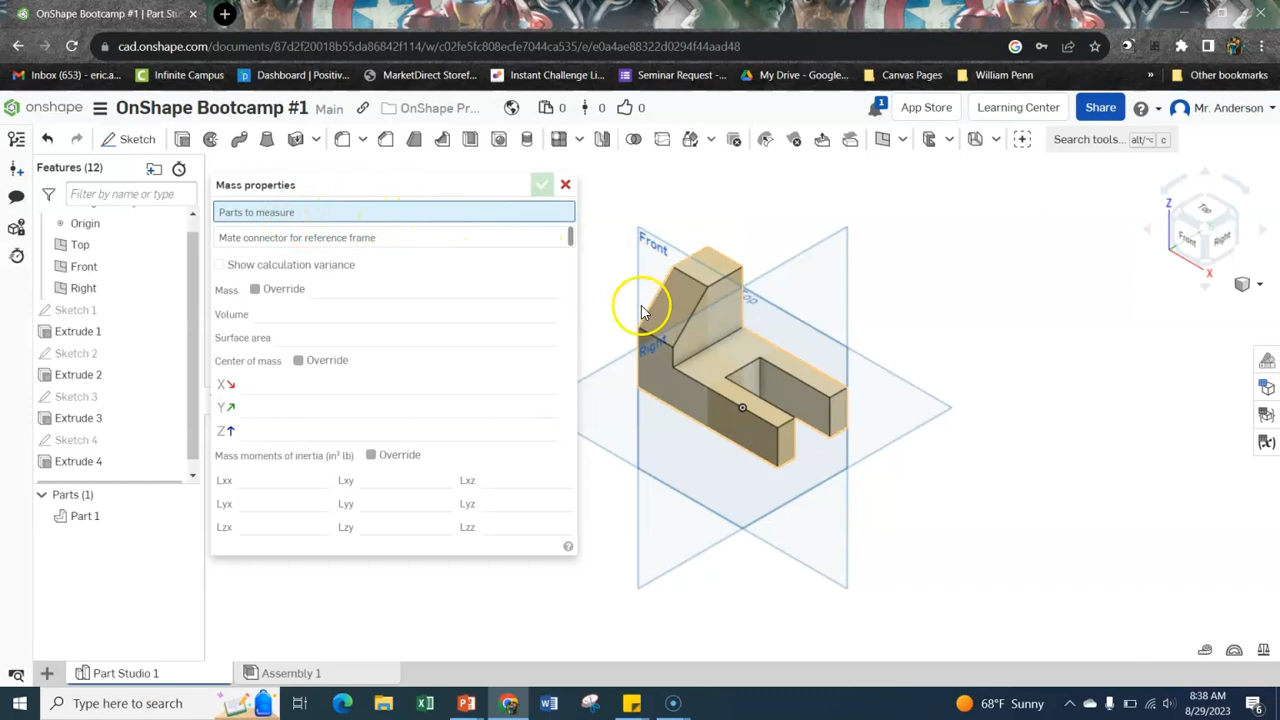 OnShape Bootcamp #1 | Part Studio
cad.onshape.com/documents/87d2f20018b55da86842f114/w/c02fe5fc808ecfe7044ca535/e/e0a4ae88322d0294f44aad48
Inbox (653) – eric.a... Infinite Campus Dashboard | Positiv... MarketDirect Storef... Instant Challenge Li... Seminar Request -... My Drive - Google... Canvas Pages William Penn » Other bookmarks
onshape OnShape Bootcamp #1 Main OnShape Pr... 0 0 0 1 App Store Learning Center Share Mr. Anderson
Sketch Search tools... alt/⌥ c
Features (12)
Filter by name or type
Origin
Top
Front
Right
Sketch 1
Extrude 1
Sketch 2
Extrude 2
Sketch 3
Extrude 3
Sketch 4
Extrude 4
Parts (1)
Part 1
Mass properties
Parts to measure
Mate connector for reference frame
Show calculation variance
Mass Override
Volume
Surface area
Center of mass Override
X
Y
Z
Mass moments of inertia (in² lb) Override
Lxx Lxy Lxz
Lyx Lyy Lyz
Lzx Lzy Lzz
Front
Right
Z
Top
Front Right
X
Part Studio 1 Assembly 1
Type here to search
68°F Sunny
8:38 AM
8/29/2023
6